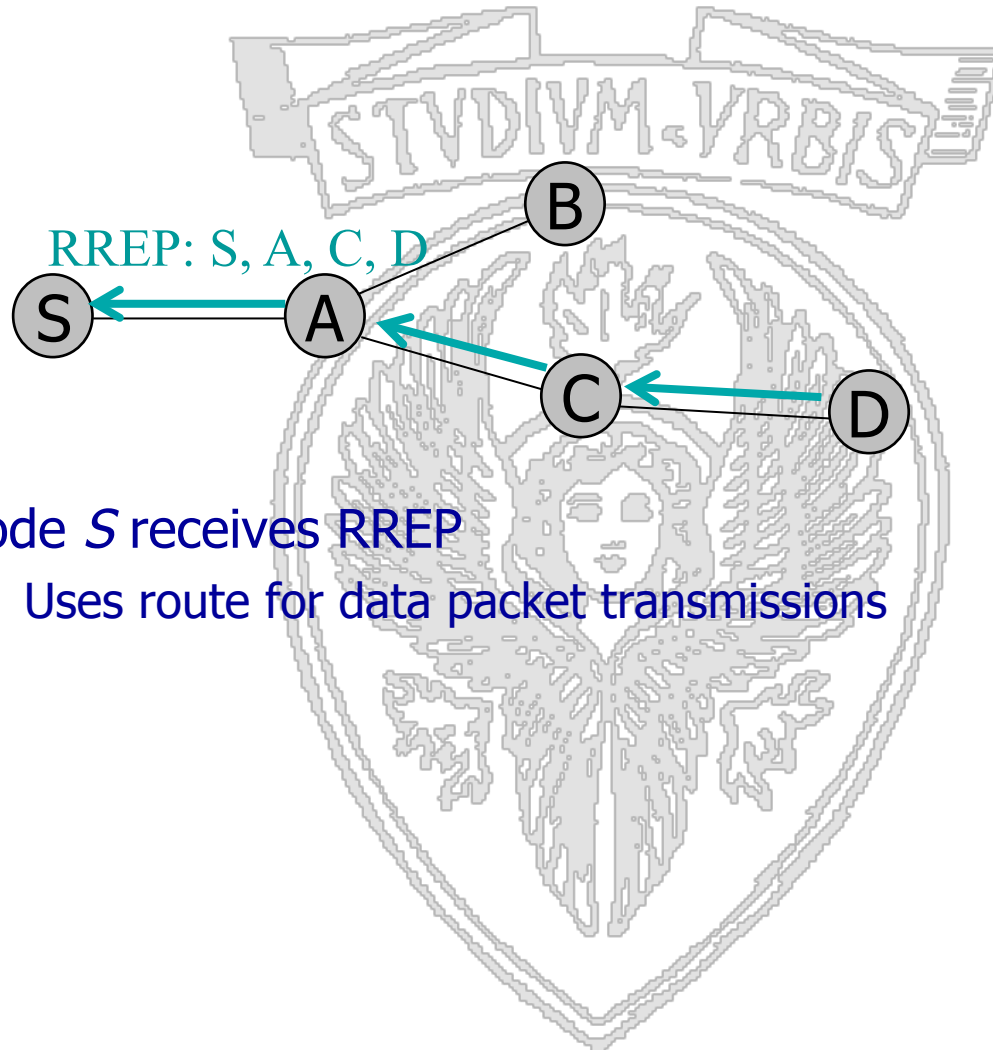 STVDIVM VRBIS
B
RREP: S, A, C, D
S
A
C
D
ode S receives RREP
Uses route for data packet transmissions